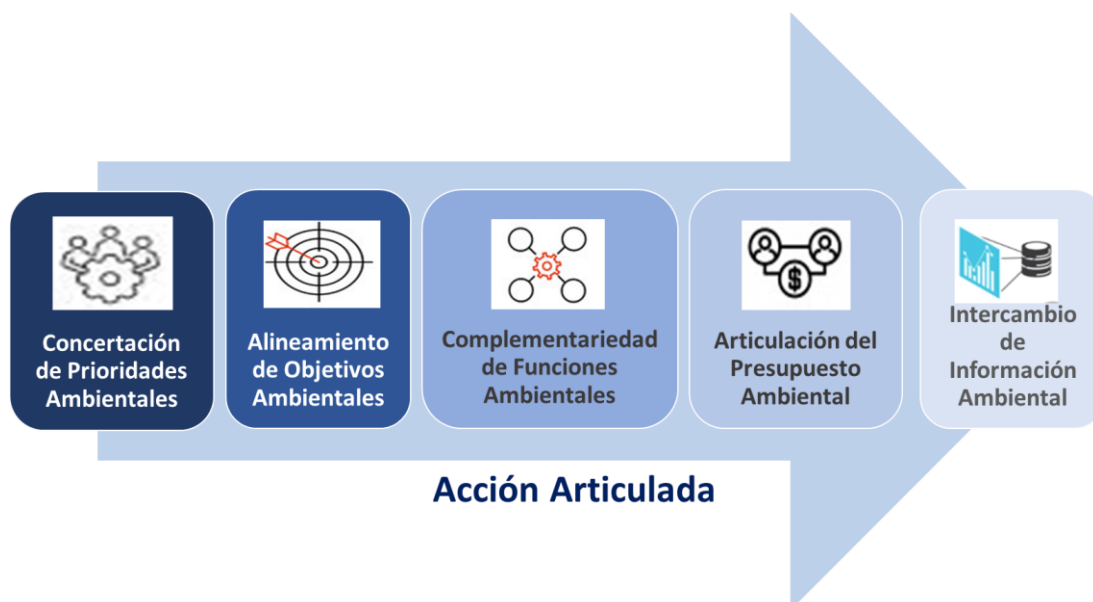 Concertación
de Prioridades
Ambientales
Alineamiento
de Objetivos
Ambientales
Complementariedad
de Funciones
Ambientales
Articulación del
Presupuesto
Ambiental
Intercambio
de
Información
Ambiental
Acción Articulada